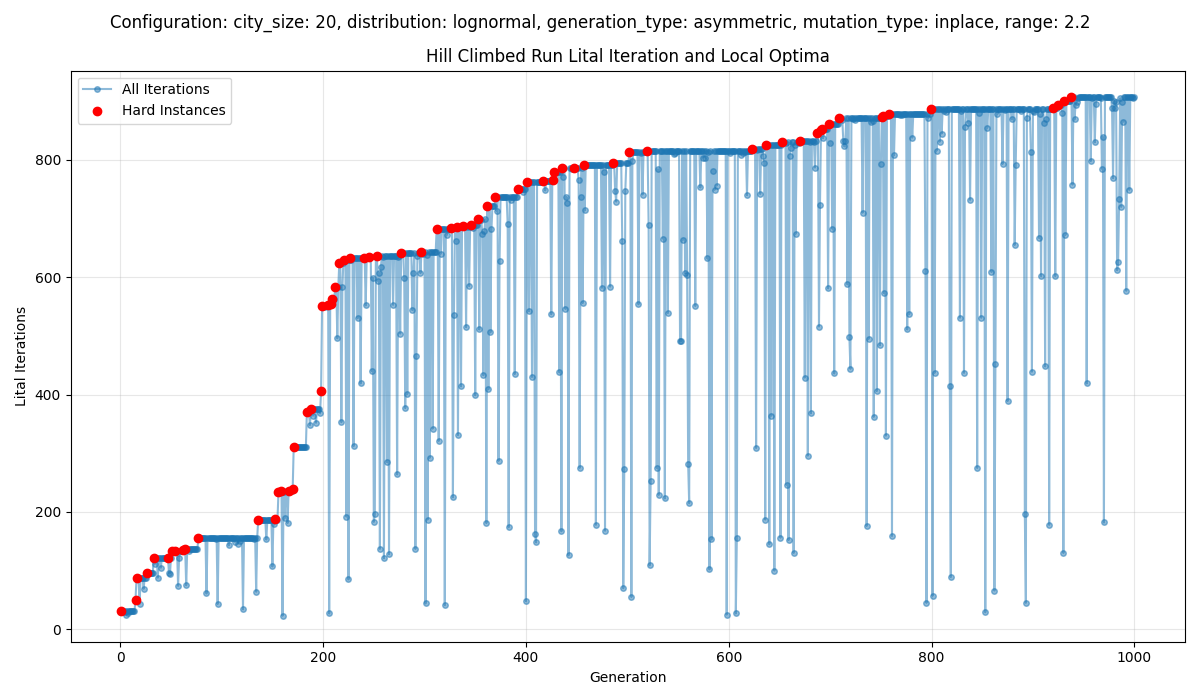 Configuration: city_size: 20, distribution: lognormal, generation_type: asymmetric, mutation_type: inplace, range: 2.2
Hill Climbed Run Lital Iteration and Local Optima
All Iterations
Hard Instances
Lital Iterations
800
600
400
200
0
0 200 400 600 800 1000
Generation